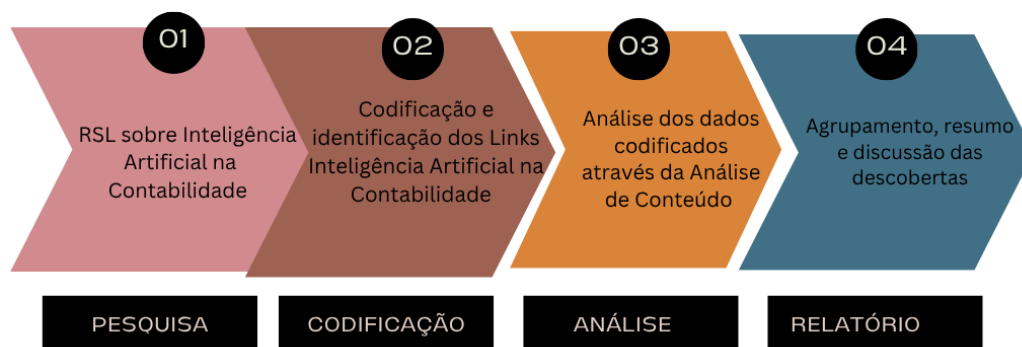 01
RSL sobre Inteligência
Artificial na
Contabilidade
02
Codificação e
identificação dos Links
Inteligência Artificial na
Contabilidade
03
Análise dos dados
codificados
através da Análise
de Conteúdo
04
Agrupamento, resumo
e discussão das
descobertas
PESQUISA
CODIFICAÇÃO
ANÁLISE
RELATÓRIO